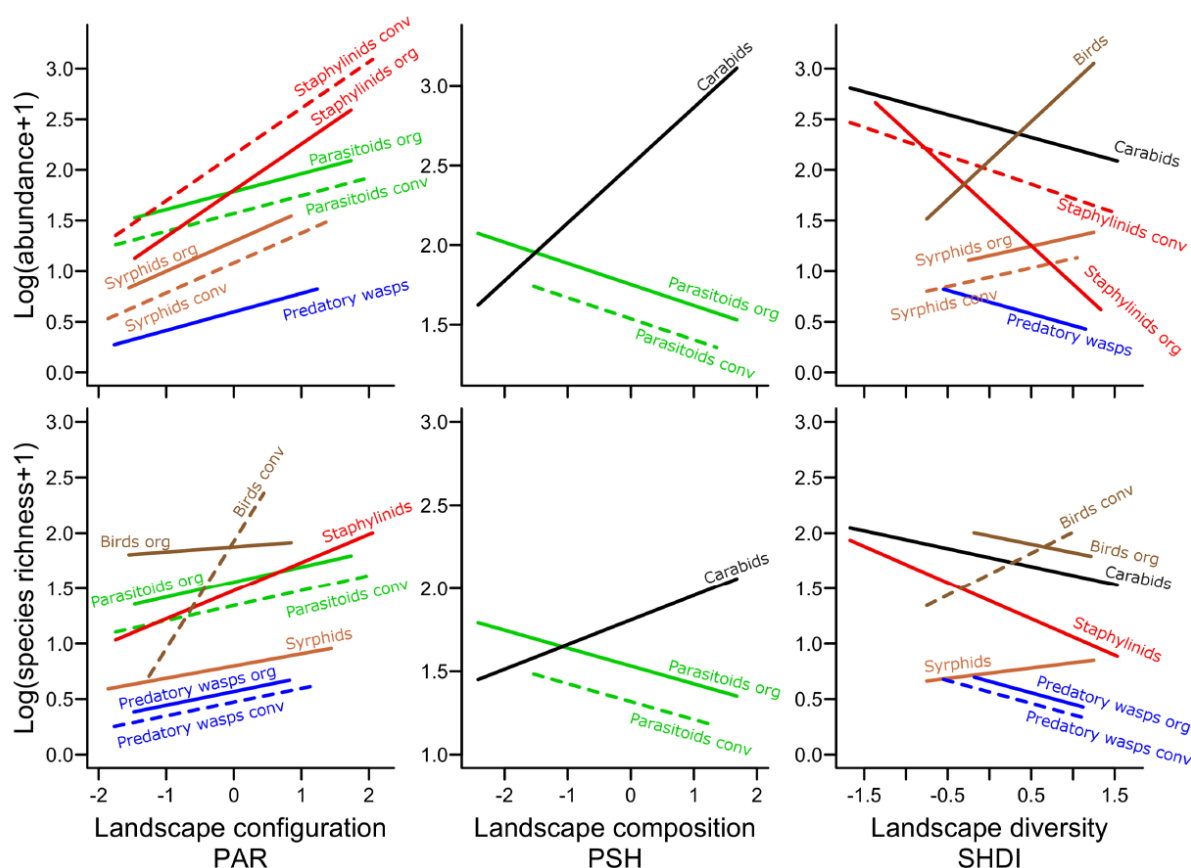 Log(abundance+1)
3.0
2.5
2.0
1.5
1.0
0.5
0.0
Staphylinids conv
Staphylinids org
Parasitoids org
Parasitoids conv
Syrphids org
Syrphids conv
Predatory wasps
3.0
2.5
2.0
1.5
Carabids
Parasitoids org
Parasitoids conv
3.0
2.5
2.0
1.5
1.0
0.5
0.0
Birds
Carabids
Staphylinids conv
Syrphids org
Syrphids conv
Staphylinids org
Predatory wasps
Log(species richness+1)
3.0
2.5
2.0
1.5
1.0
0.5
0.0
Birds conv
Birds org
Staphylinids
Parasitoids org
Parasitoids conv
Syrphids
Predatory wasps org
Predatory wasps conv
-2 -1 0 1 2
Landscape configuration
PAR
3.0
2.5
2.0
1.5
1.0
Carabids
Parasitoids org
Parasitoids conv
-2 -1 0 1 2
Landscape composition
PSH
3.0
2.5
2.0
1.5
1.0
0.5
0.0
Birds conv
Birds org
Carabids
Staphylinids
Syrphids
Predatory wasps org
Predatory wasps conv
-1.5 -0.5 0.5 1.5
Landscape diversity
SHDI